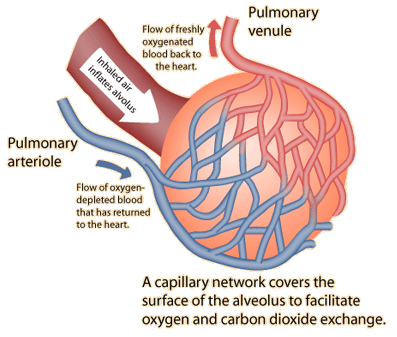 Pulmonary
venule
Flow of freshly
oxygenated
blood back to
the heart.
Inhaled air
inflates alvolus
Pulmonary
arteriole
Flow of oxygen-
depleted blood
that has returned
to the heart.
A capillary network covers the
surface of the alveolus to facilitate
oxygen and carbon dioxide exchange.